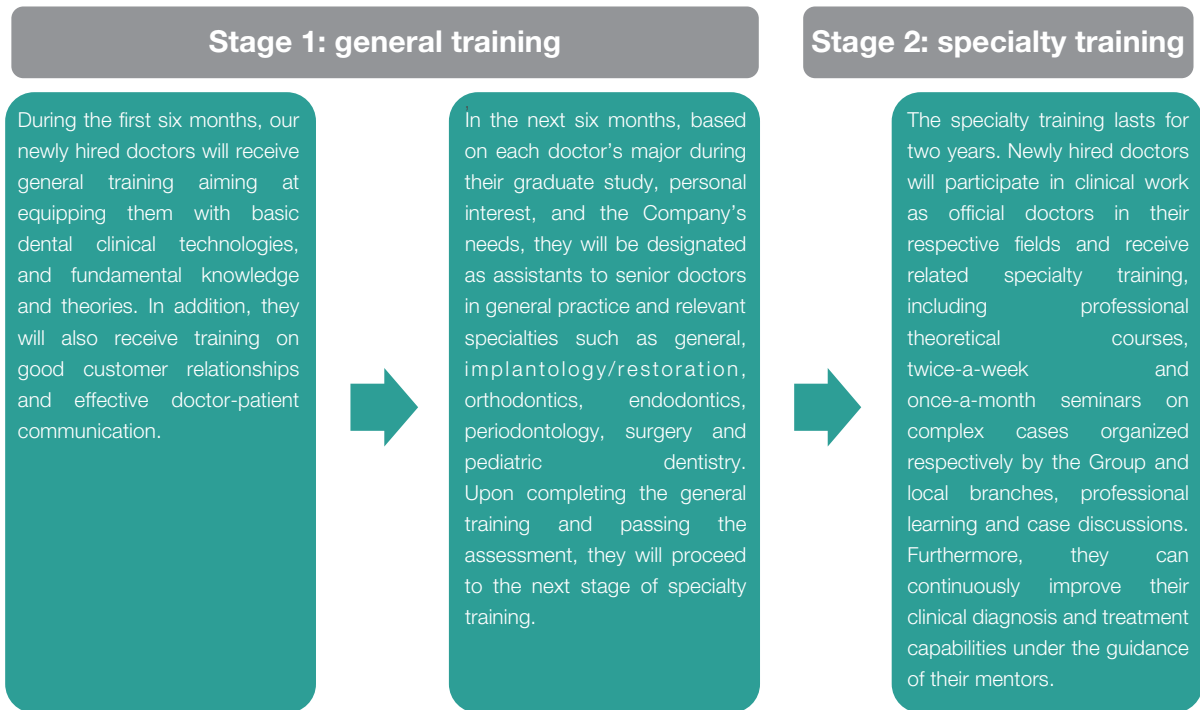 Stage 1: general training
Stage 2: specialty training
During the first six months, our
newly hired doctors will receive
general training aiming at
equipping them with basic
dental clinical technologies,
and fundamental knowledge
and theories. In addition, they
will also receive training on
good customer relationships
and effective doctor-patient
communication.
In the next six months, based
on each doctor’s major during
their graduate study, personal
interest, and the Company’s
needs, they will be designated
as assistants to senior doctors
in general practice and relevant
specialties such as general,
implantology/restoration,
orthodontics, endodontics,
periodontology, surgery and
pediatric dentistry.
Upon completing the general
training and passing the
assessment, they will proceed
to the next stage of specialty
training.
The specialty training lasts for
two years. Newly hired doctors
will participate in clinical work
as official doctors in their
respective fields and receive
related specialty training,
including professional
theoretical courses,
twice-a-week and
once-a-month seminars on
complex cases organized
respectively by the Group and
local branches, professional
learning and case discussions.
Furthermore, they can
continuously improve their
clinical diagnosis and treatment
capabilities under the guidance
of their mentors.